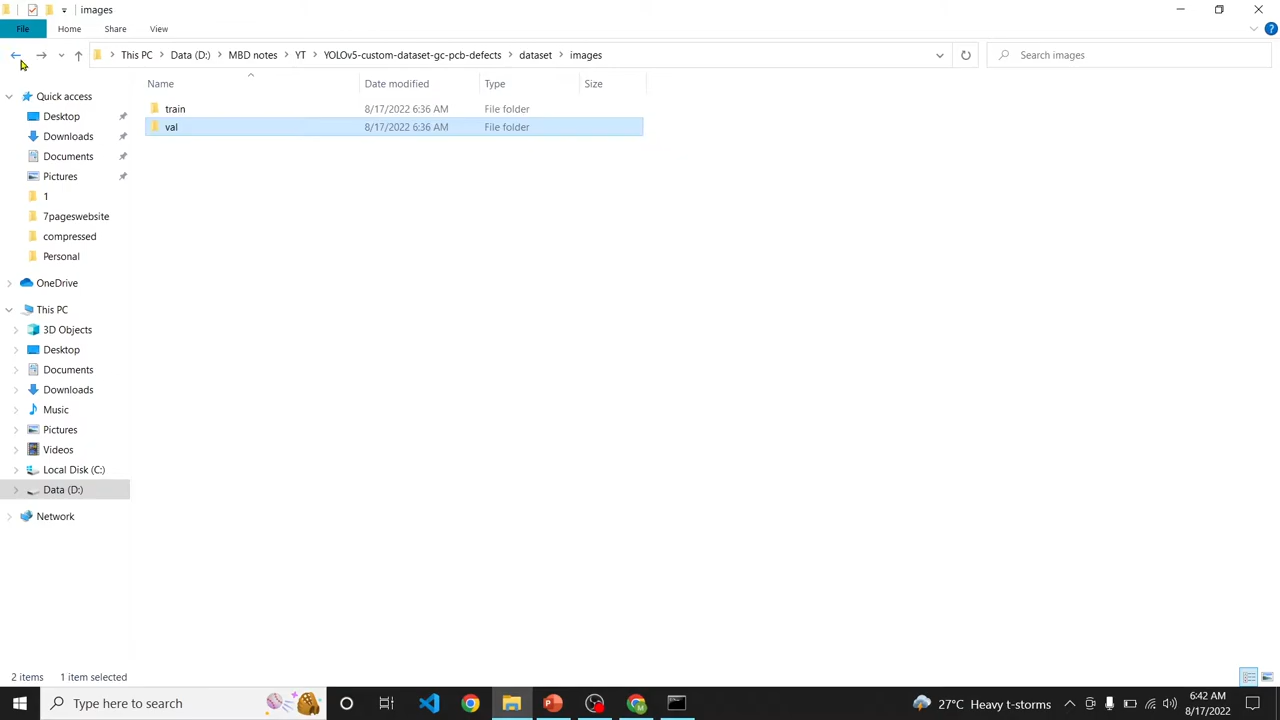 images
File
Home
Share
View
This PC
Data (D:)
MBD notes
YT
YOLOv5-custom-dataset-gc-pcb-defects
dataset
images
Search images
Name
Date modified
Type
Size
train
8/17/2022 6:36 AM
File folder
val
8/17/2022 6:36 AM
File folder
Quick access
Desktop
Downloads
Documents
Pictures
1
7pageswebsite
compressed
Personal
OneDrive
This PC
3D Objects
Desktop
Documents
Downloads
Music
Pictures
Videos
Local Disk (C:)
Data (D:)
Network
2 items
1 item selected
Type here to search
27°C Heavy t-storms
6:42 AM
8/17/2022